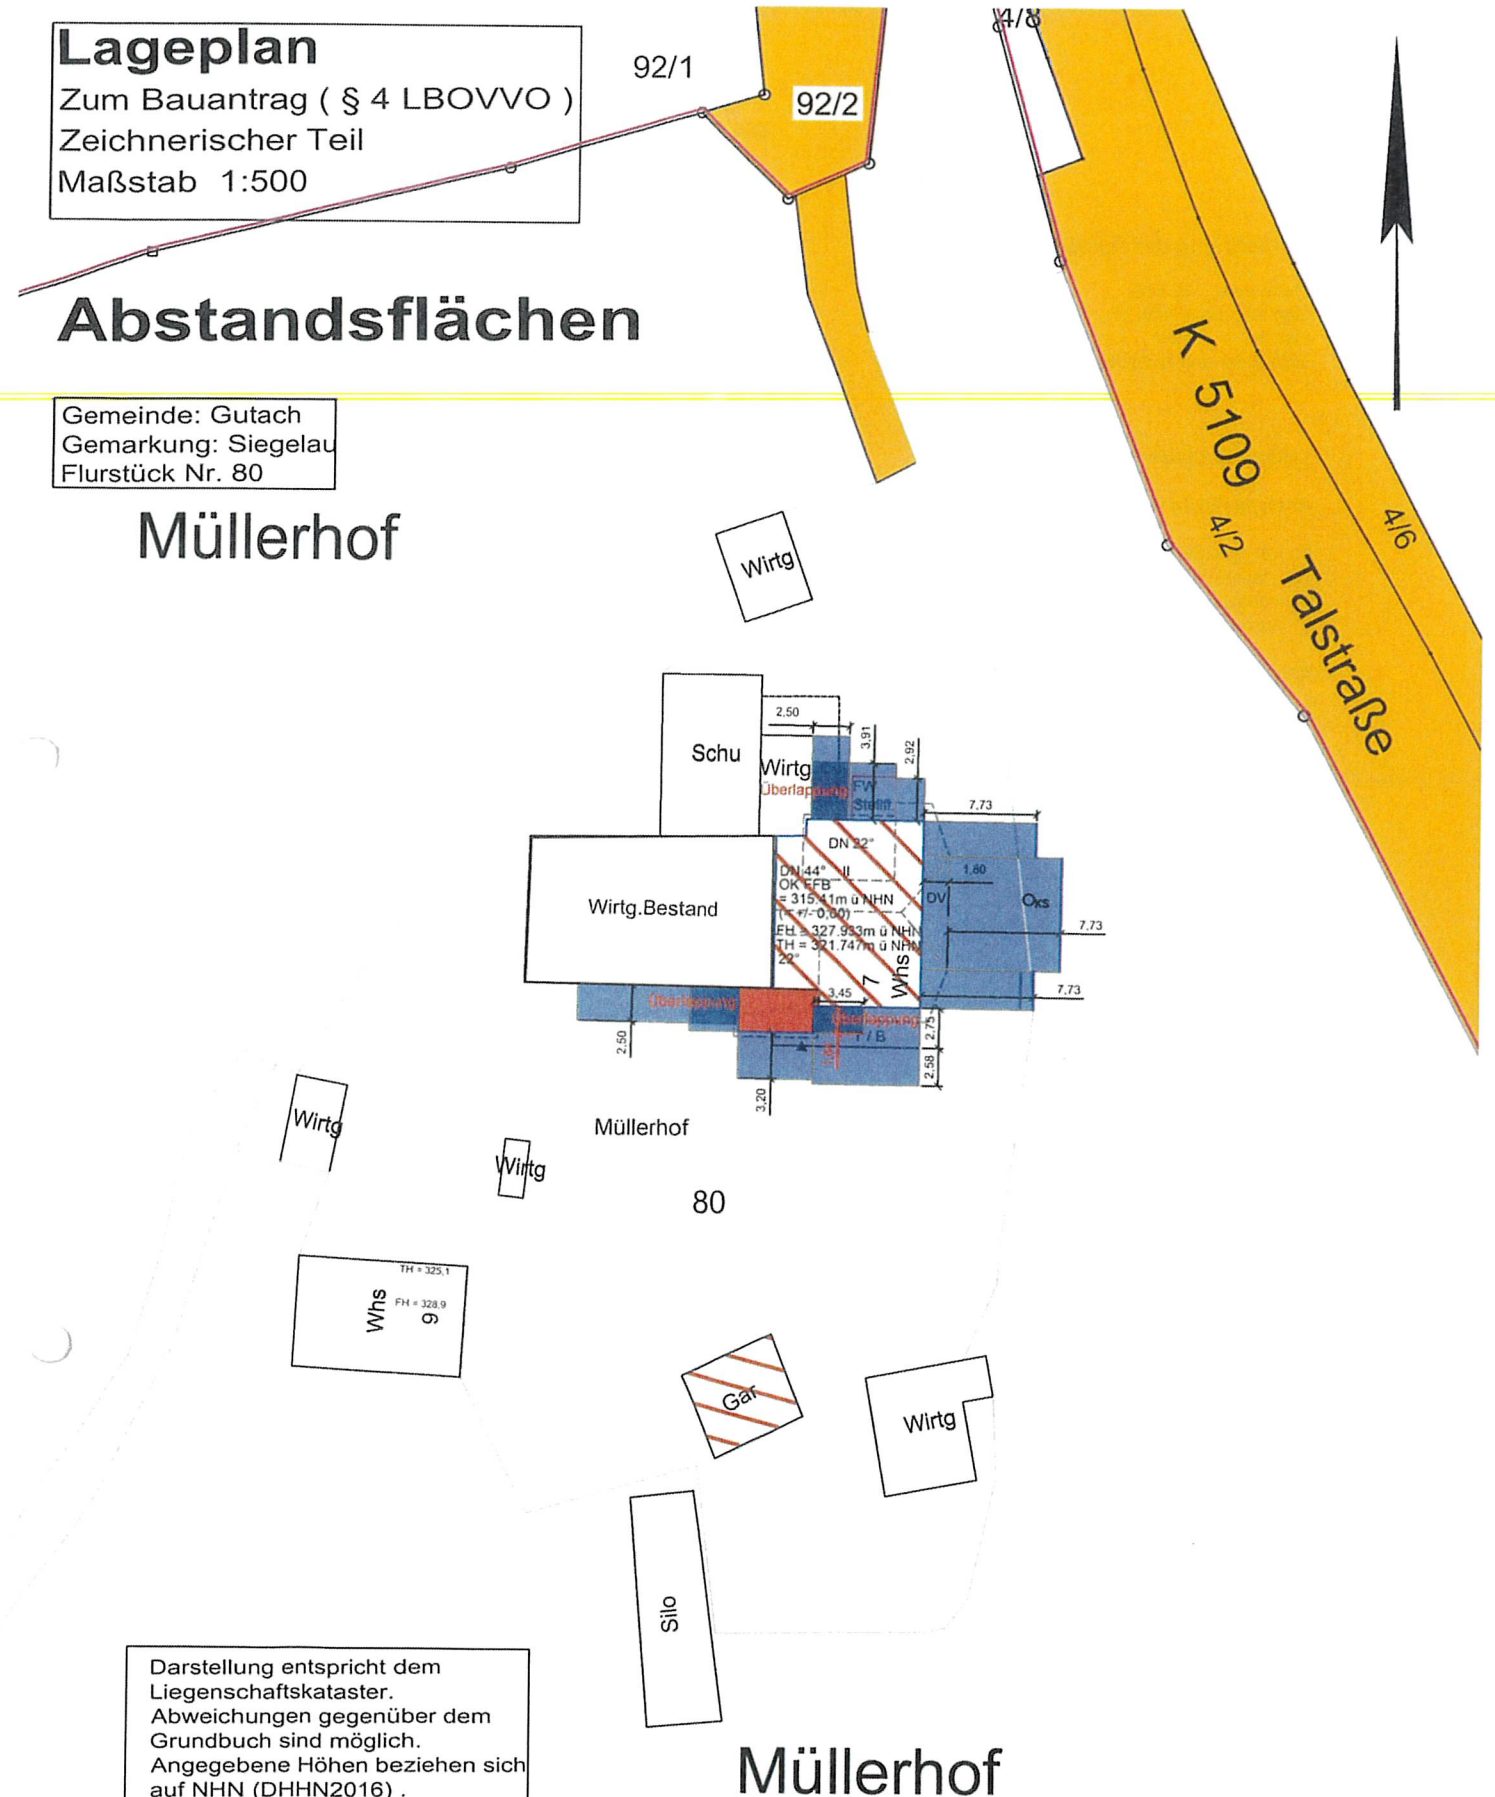 Lageplan
Zum Bauantrag ( § 4 LBOVVO )
Zeichnerischer Teil
Maßstab 1:500
92/1
92/2
4/8
Abstandsflächen
Gemeinde: Gutach
Gemarkung: Siegelau
Flurstück Nr. 80
Müllerhof
K 5109
4/2
4/6
Talstraße
Wirtg
Schu
2,50
3,91
2,92
Wirtg
Überlappung
FW
Stellfl.
7,73
DN 22°
DN 44° II
OK EFB
= 315.41m ü NHN
(= +/- 0,00)
FH = 327.933m ü NHN
TH = 321.747m ü NHN
22°
1,80
DV
7,73
Wirtg.Bestand
7
Whs
3,45
7,73
Überlappung
Überlappung
T / B
2,75
2,58
2,50
3,20
Wirtg
Wirtg
Müllerhof
80
TH = 325,1
Whs
FH = 328,9
9
Gar
Wirtg
Silo
Darstellung entspricht dem
Liegenschaftskataster.
Abweichungen gegenüber dem
Grundbuch sind möglich.
Angegebene Höhen beziehen sich
auf NHN (DHHN2016) .
Müllerhof